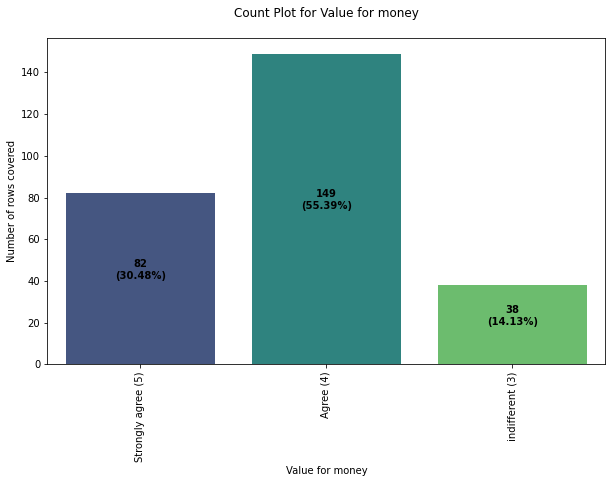 Count Plot for Value for money
Number of rows covered
140
120
100
80
60
40
20
0
82
(30.48%)
149
(55.39%)
38
(14.13%)
Strongly agree (5)
Agree (4)
indifferent (3)
Value for money